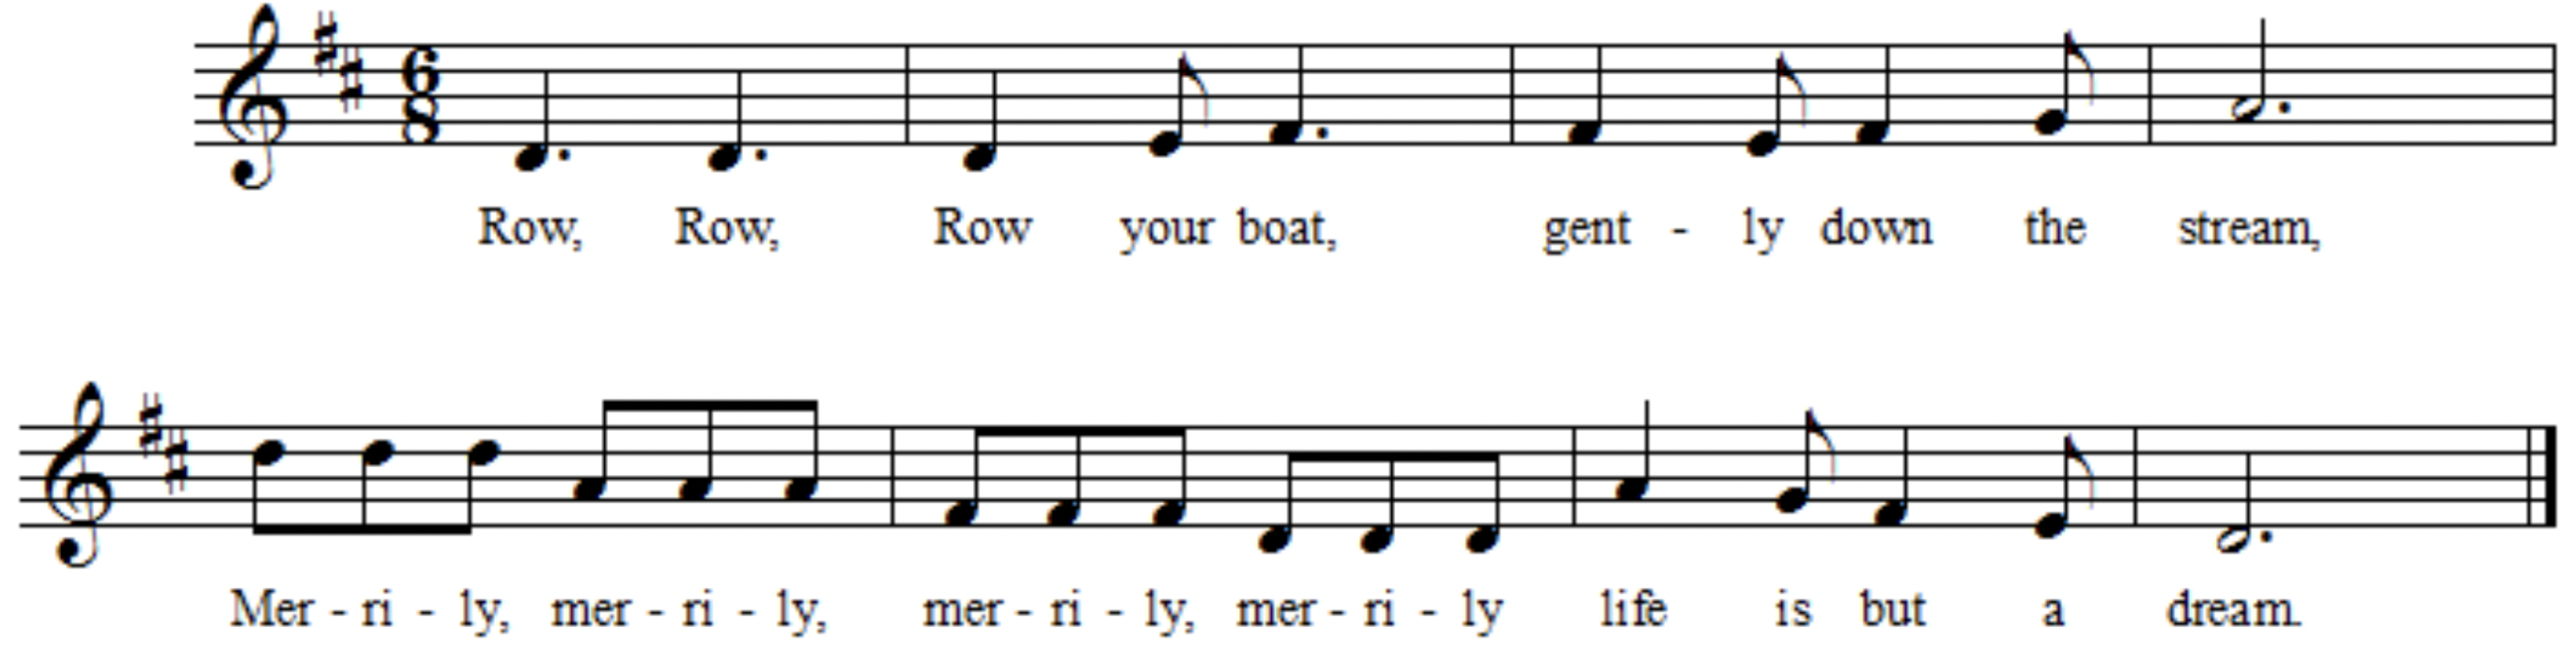 6
8
Row, Row, Row your boat, gent - ly down the stream,
Mer - ri - ly, mer - ri - ly, mer - ri - ly, mer - ri - ly life is but a dream.